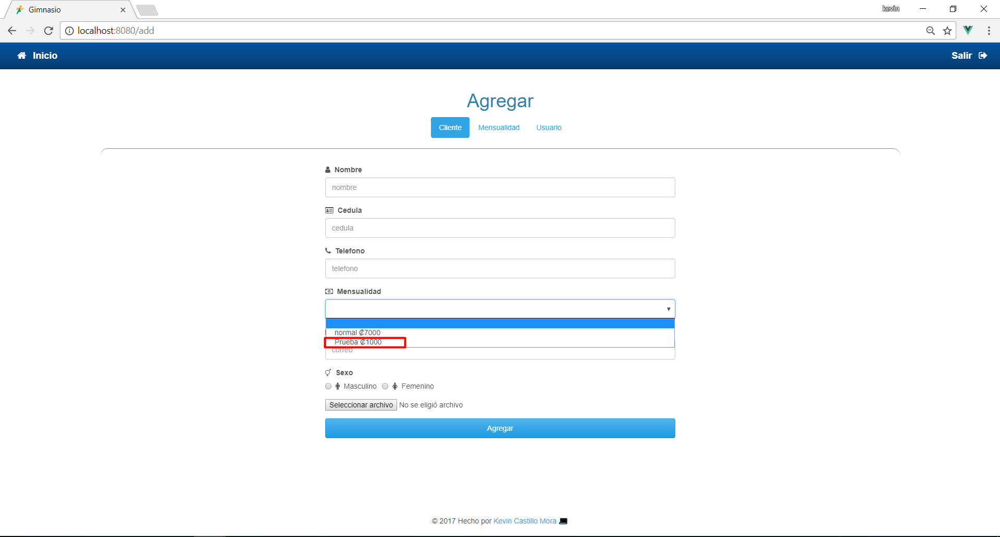 Gimnasio
kevin
localhost:8080/add
Inicio
Salir
Agregar
Cliente Mensualidad Usuario
Nombre
nombre
Cedula
cedula
Telefono
telefono
Mensualidad
normal ₡7000
Prueba ₡1000
correo
Sexo
Masculino Femenino
Seleccionar archivo No se eligió archivo
Agregar
© 2017 Hecho por Kevin Castillo Mora